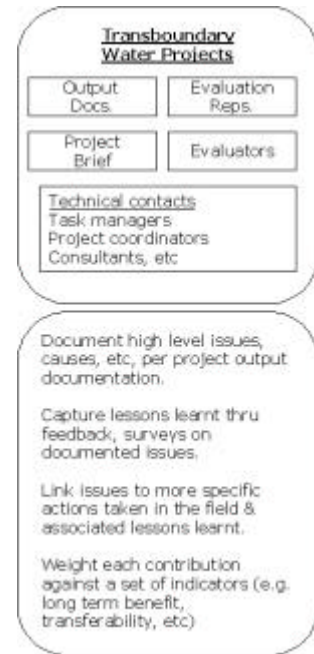 Transboundary
Water Projects
Output
Docs.
Evaluation
Reps.
Project
Brief
Evaluators
Technical contacts
Task managers
Project coordinators
Consultants, etc
Document high level issues,
causes, etc, per project output
documentation.
Capture lessons learnt thru
feedback, surveys on
documented issues.
Link issues to more specific
actions taken in the field &
associated lessons learnt.
Weight each contribution
against a set of indicators (e.g.
long term benefit,
transferability, etc)